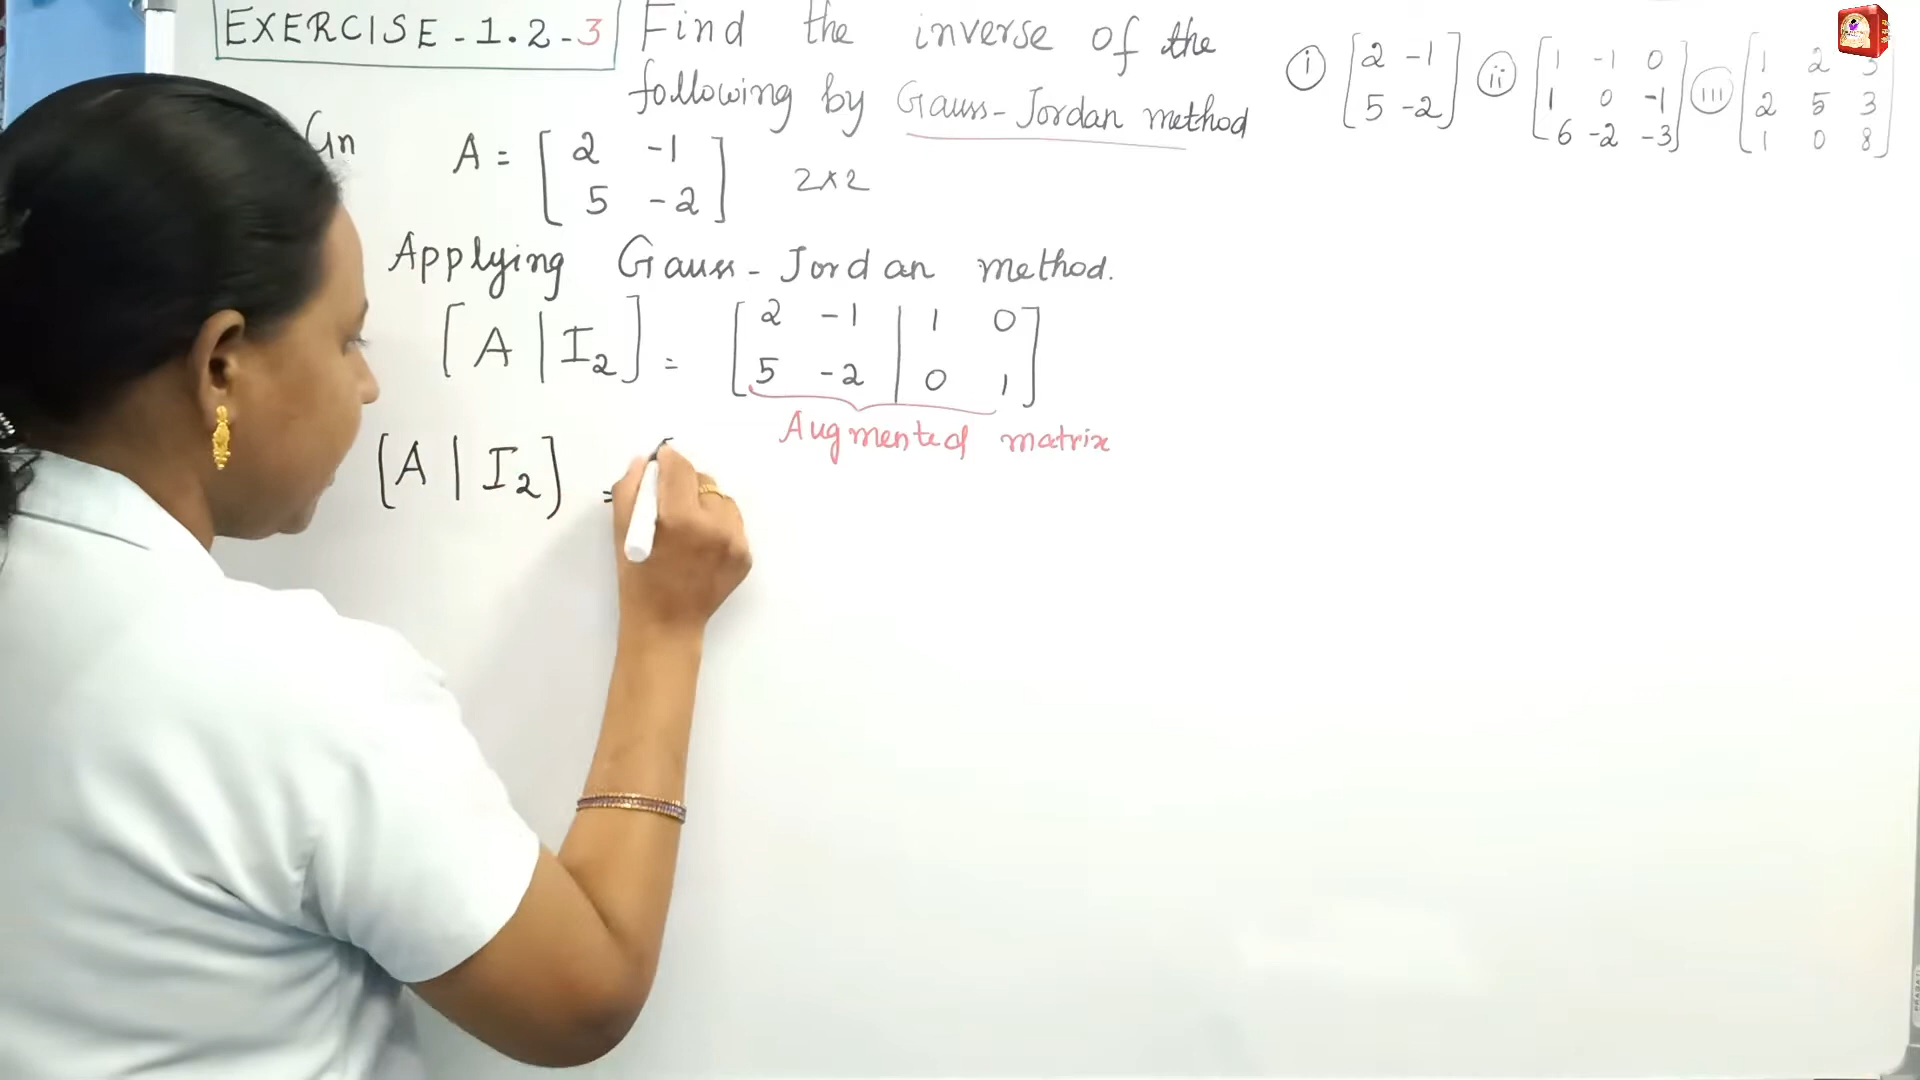 EXERCISE - 1.2 - 3 Find the inverse of the
following by Gauss-Jordan method
(i) [2 -1
5 -2]
(ii) [1 -1 0
1 0 -1
6 -2 -3]
(iii) [1 2 3
2 5 3
1 0 8]
Gn A = [2 -1
5 -2] 2×2
Applying Gauss-Jordan method.
[A | I₂] = [2 -1 | 1 0
5 -2 | 0 1]
Augmented matrix
[A | I₂] = [